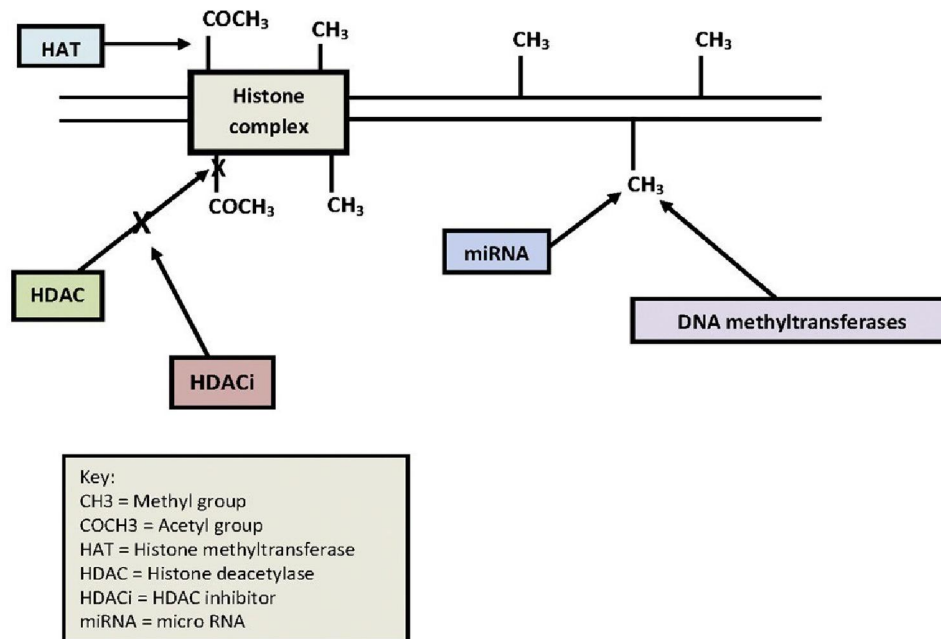 COCH₃
CH₃
CH₃
CH₃
HAT
Histone
complex
X
COCH₃
CH₃
CH₃
X
miRNA
HDAC
DNA methyltransferases
HDACi
Key:
CH3 = Methyl group
COCH3 = Acetyl group
HAT = Histone methyltransferase
HDAC = Histone deacetylase
HDACi = HDAC inhibitor
miRNA = micro RNA